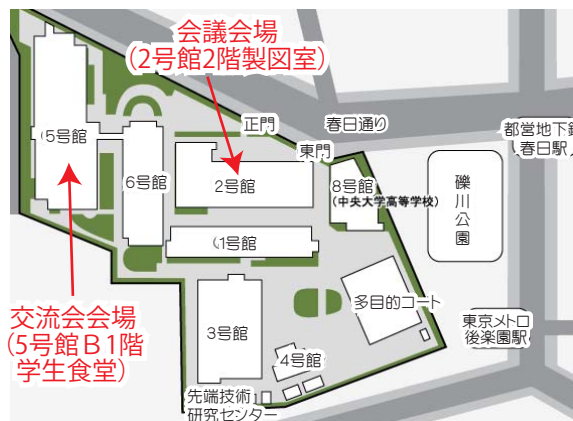 会議会場
(2号館2階製図室)
正門
春日通り
都営地下鉄
春日駅
東門
5号館
6号館
2号館
8号館
(中央大学高等学校)
礫川公園
1号館
交流会会場
(5号館B1階
学生食堂)
3号館
多目的コート
東京メトロ
後楽園駅
4号館
先端技術
研究センター